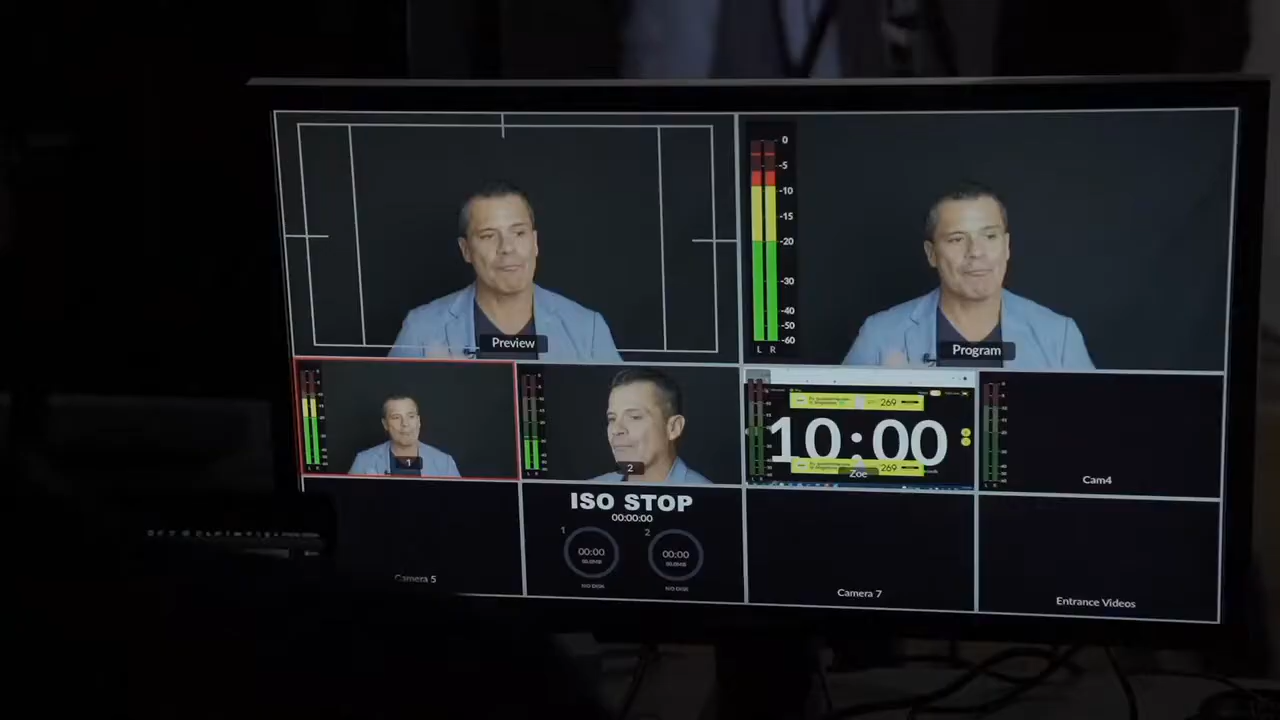 0
-5
-10
-15
-20
-30
-40
-50
-60
L R
Preview
Program
1
2
269
10:00
269
Zoe
Cam4
Camera 5
ISO STOP
00:00:00
1
2
00:00
00:00
NO DISK
NO DISK
Camera 7
Entrance Videos